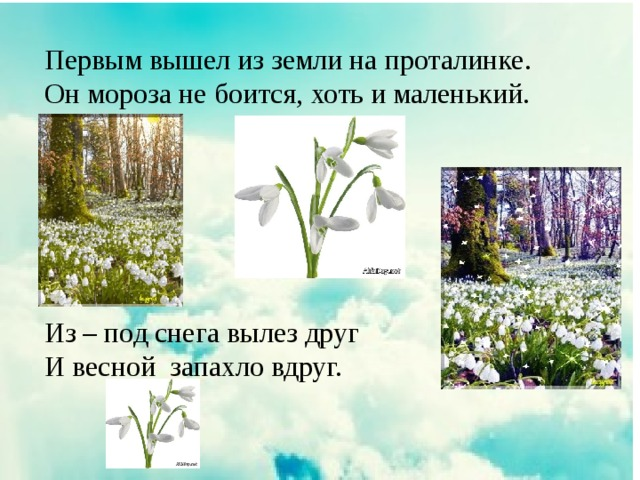 Первым вышел из земли на проталинке.
Он мороза не боится, хоть и маленький.
Из – под снега вылез друг
И весной запахло вдруг.